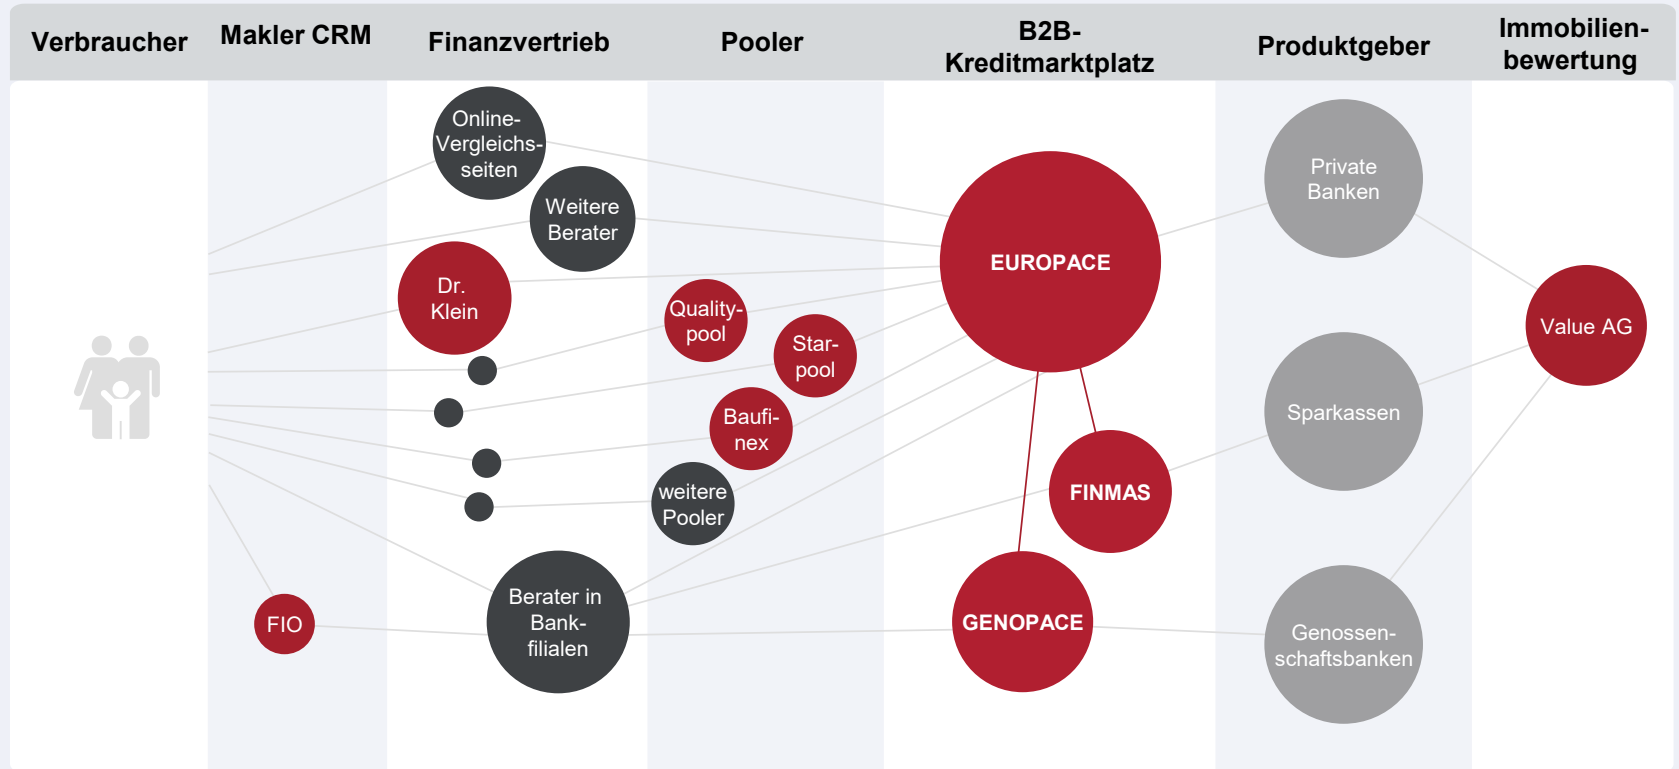 Verbraucher
Makler CRM
Finanzvertrieb
Pooler
B2B-
Kreditmarktplatz
Produktgeber
Immobilien-
bewertung
Online-
Vergleichs-
seiten
Weitere
Berater
Dr.
Klein
Berater in
Bank-
filialen
FIO
Quality-
pool
Star-
pool
Baufi-
nex
weitere
Pooler
EUROPACE
FINMAS
GENOPACE
Private
Banken
Sparkassen
Genossen-
schaftsbanken
Value AG